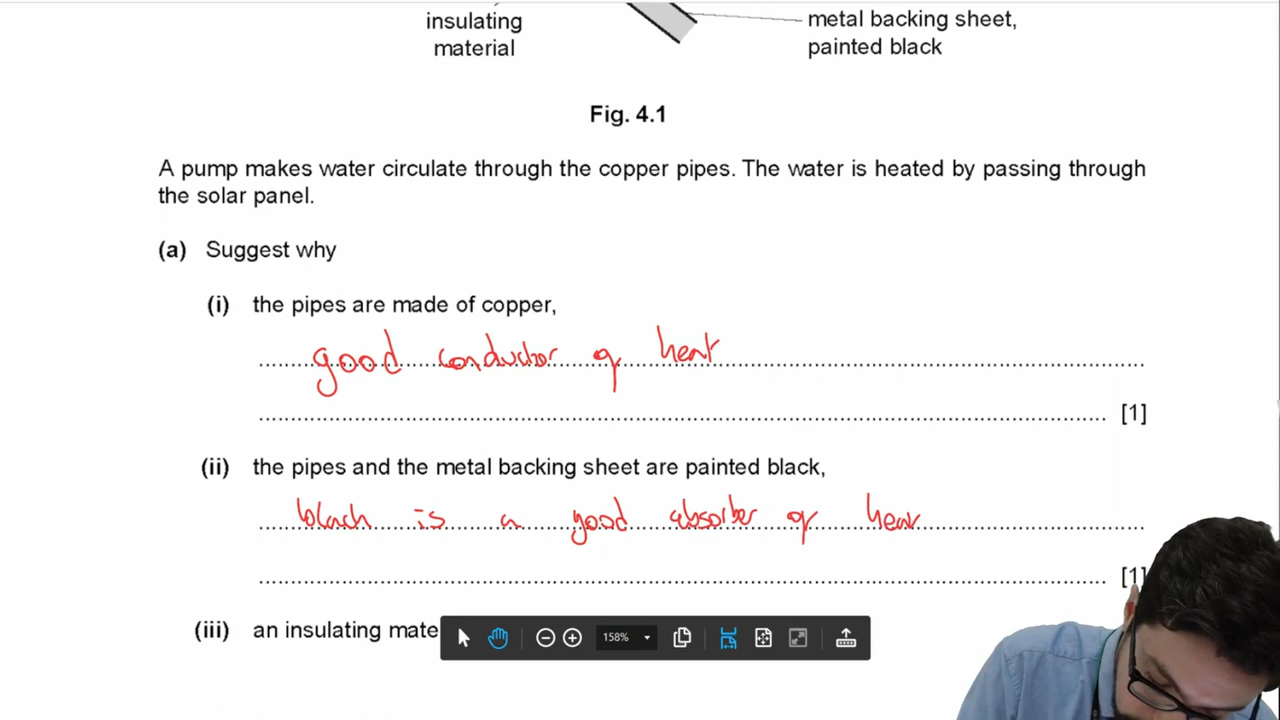 insulating
material
metal backing sheet,
painted black
Fig. 4.1
A pump makes water circulate through the copper pipes. The water is heated by passing through
the solar panel.
(a) Suggest why
(i) the pipes are made of copper,
good conductor of heat
[1]
(ii) the pipes and the metal backing sheet are painted black,
black is a good absorber of heat
[1]
(iii) an insulating mate
158%